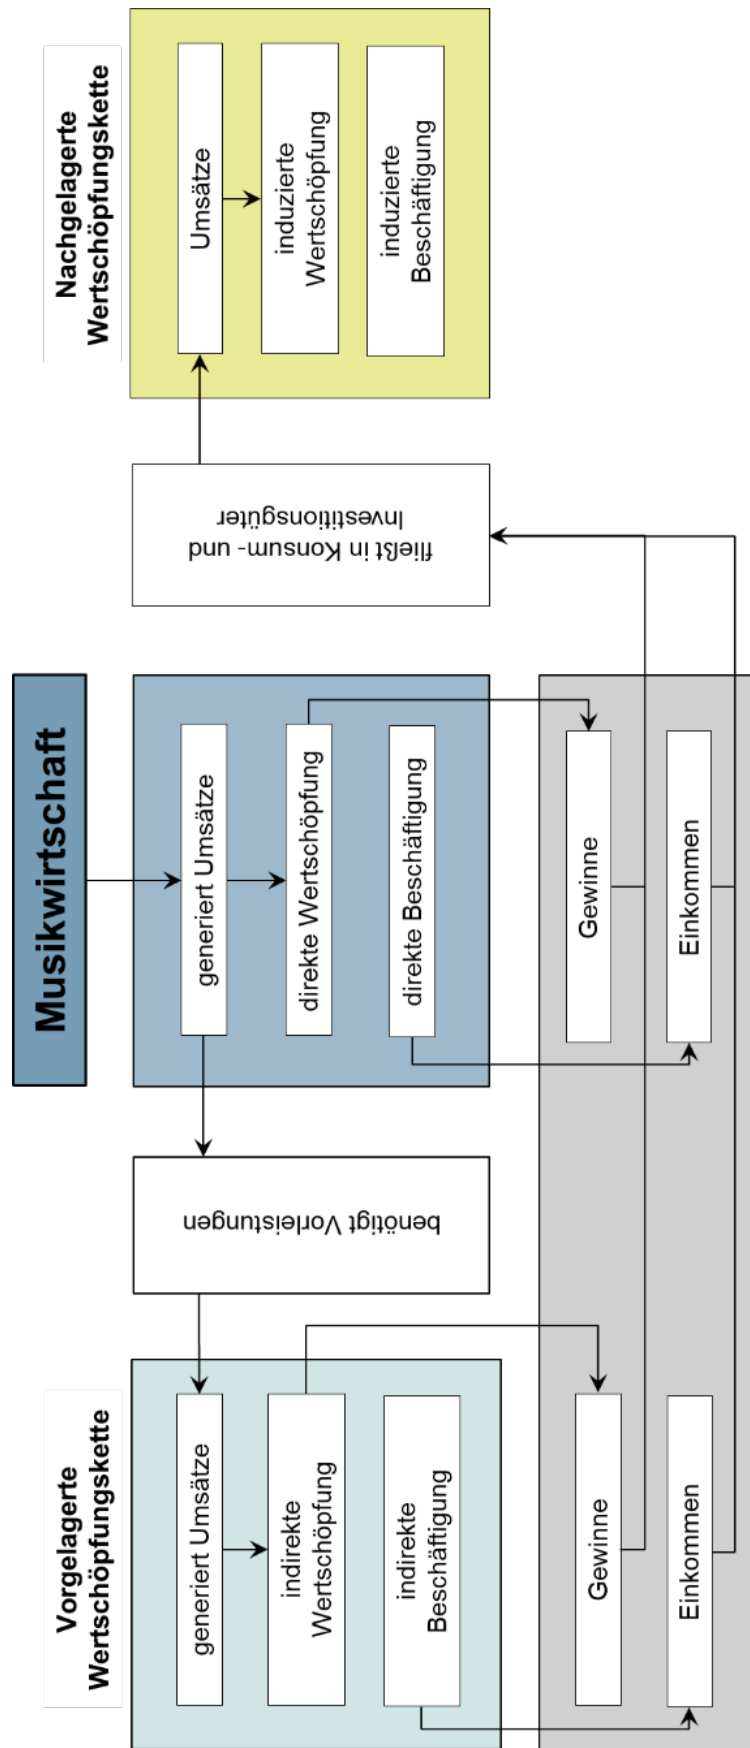 Musikwirtschaft
Vorgelagerte
Wertschöpfungskette
generiert Umsätze
indirekte
Wertschöpfung
indirekte
Beschäftigung
benötigt Vorleistungen
generiert Umsätze
direkte Wertschöpfung
direkte Beschäftigung
fließt in Konsum- und
Investitionsgüter
Nachgelagerte
Wertschöpfungskette
Umsätze
induzierte
Wertschöpfung
induzierte
Beschäftigung
Gewinne
Einkommen
Gewinne
Einkommen